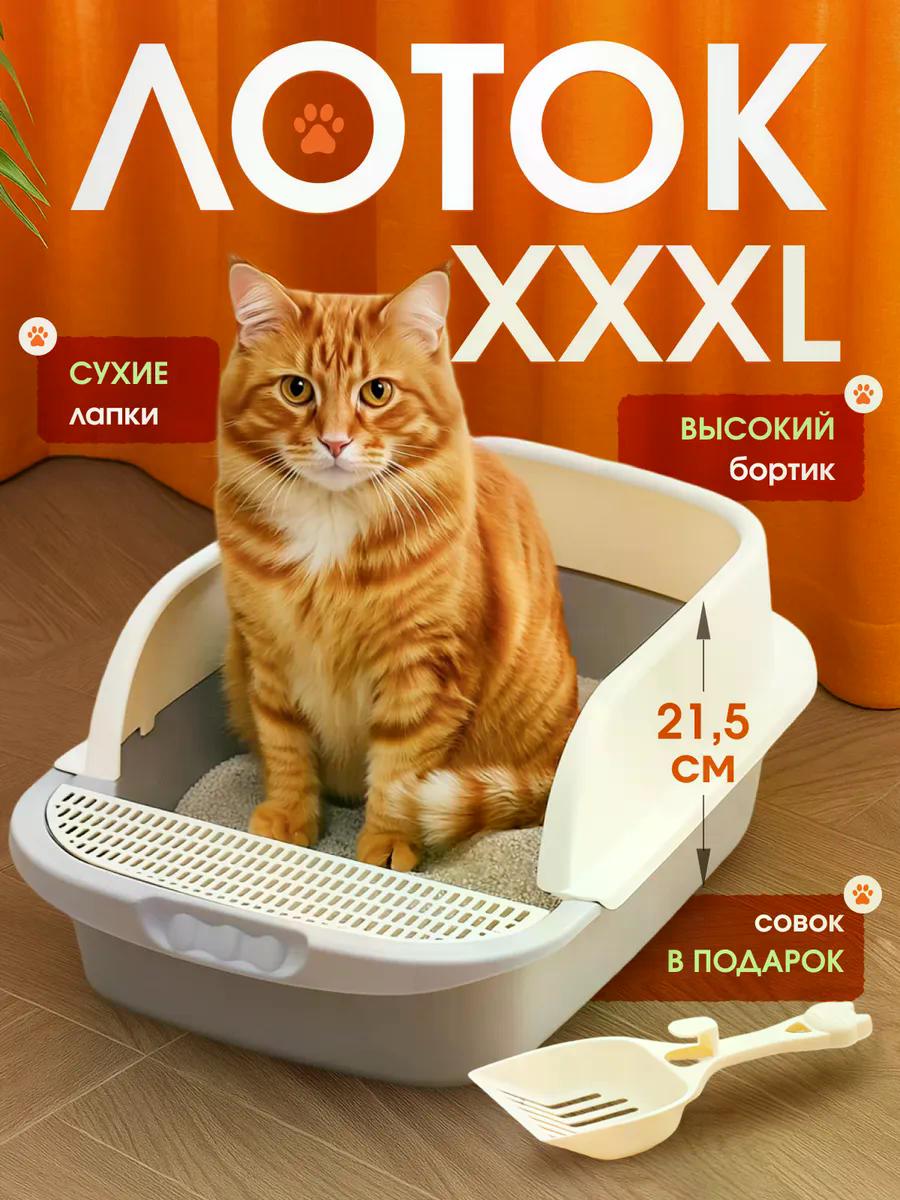 ЛОТОК
XXXL
СУХИЕ
лапки
ВЫСОКИЙ
бортик
21,5
см
совок
В ПОДАРОК